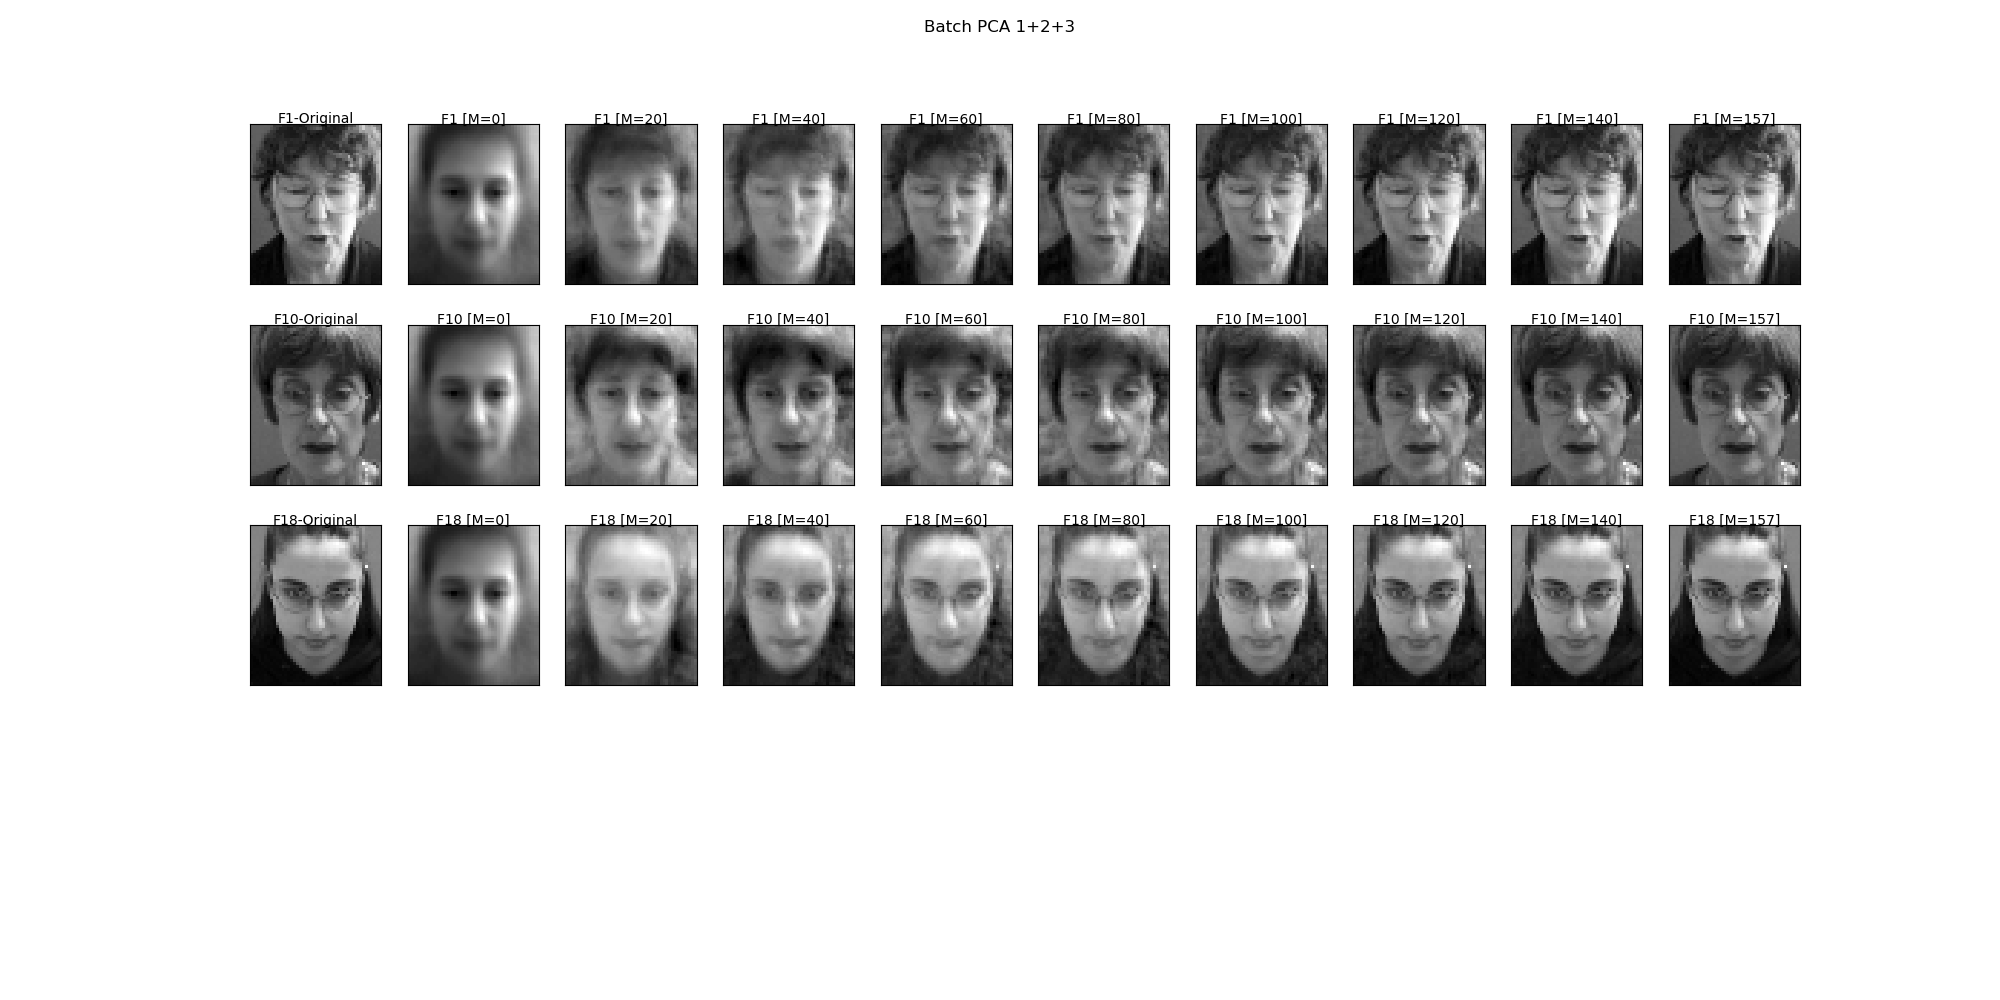 Batch PCA 1+2+3
F1-Original F1 [M=0] F1 [M=20] F1 [M=40] F1 [M=60] F1 [M=80] F1 [M=100] F1 [M=120] F1 [M=140] F1 [M=157]
F10-Original F10 [M=0] F10 [M=20] F10 [M=40] F10 [M=60] F10 [M=80] F10 [M=100] F10 [M=120] F10 [M=140] F10 [M=157]
F18-Original F18 [M=0] F18 [M=20] F18 [M=40] F18 [M=60] F18 [M=80] F18 [M=100] F18 [M=120] F18 [M=140] F18 [M=157]